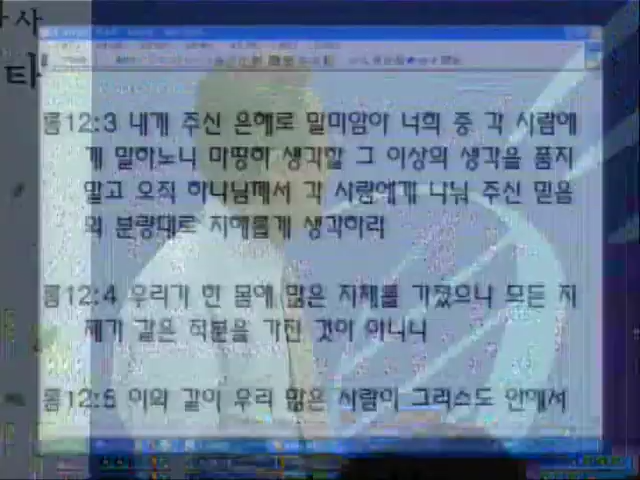 사
타
롬12:3 내게 주신 은혜로 말미암아 너희 중 각 사람에
게 말하노니 마땅히 생각할 그 이상의 생각을 품지
말고 오직 하나님께서 각 사람에게 나눠 주신 믿음
의 분량대로 지혜롭게 생각하라
롬12:4 우리가 한 몸에 많은 지체를 가졌으나 모든 지
체가 같은 직분을 가진 것이 아니니
롬12:5 이와 같이 우리 많은 사람이 그리스도 안에서